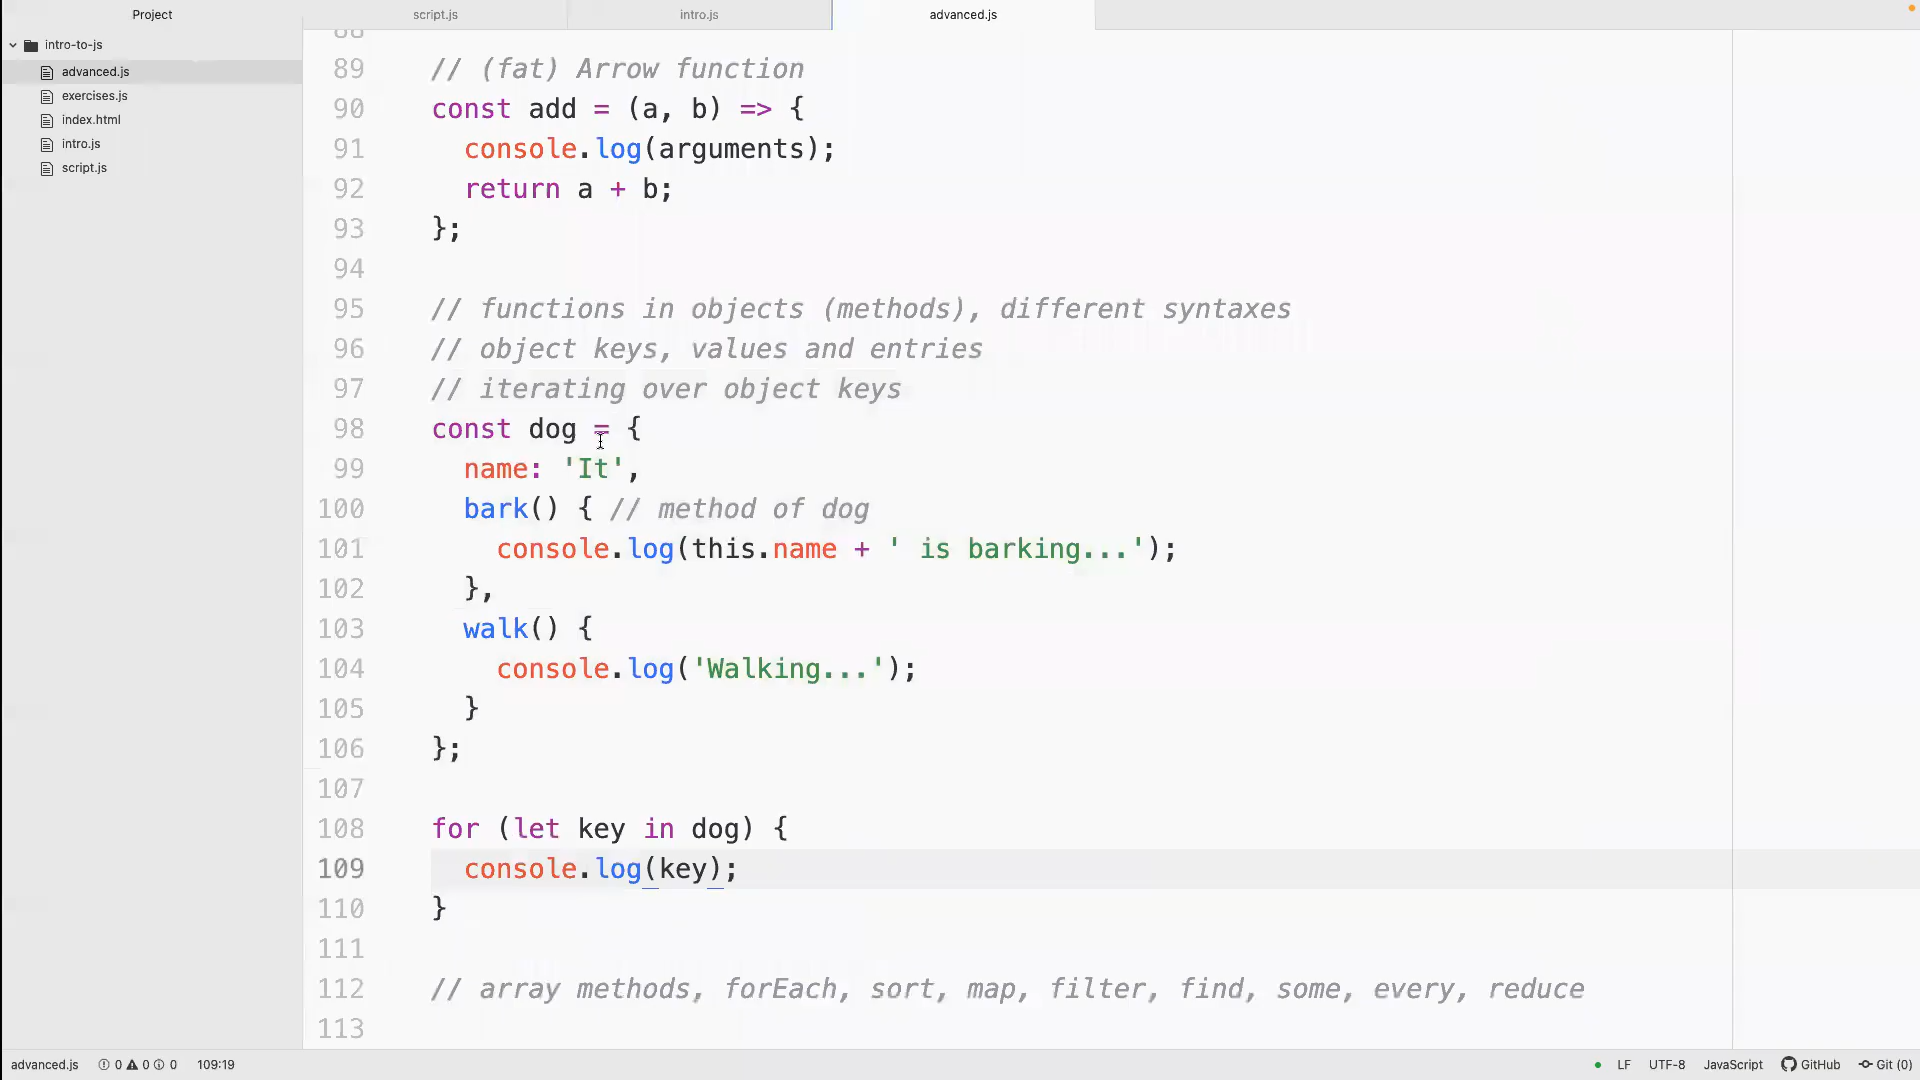 Project
script.js
intro.js
advanced.js
intro-to-js
advanced.js
exercises.js
index.html
intro.js
script.js
88
89 // (fat) Arrow function
90 const add = (a, b) => {
91 console.log(arguments);
92 return a + b;
93 };
94
95 // functions in objects (methods), different syntaxes
96 // object keys, values and entries
97 // iterating over object keys
98 const dog = {
99 name: 'It',
100 bark() { // method of dog
101 console.log(this.name + ' is barking...');
102 },
103 walk() {
104 console.log('Walking...');
105 }
106 };
107
108 for (let key in dog) {
109 console.log(key);
110 }
111
112 // array methods, forEach, sort, map, filter, find, some, every, reduce
113
advanced.js 0 0 0 109:19 LF UTF-8 JavaScript GitHub Git (0)